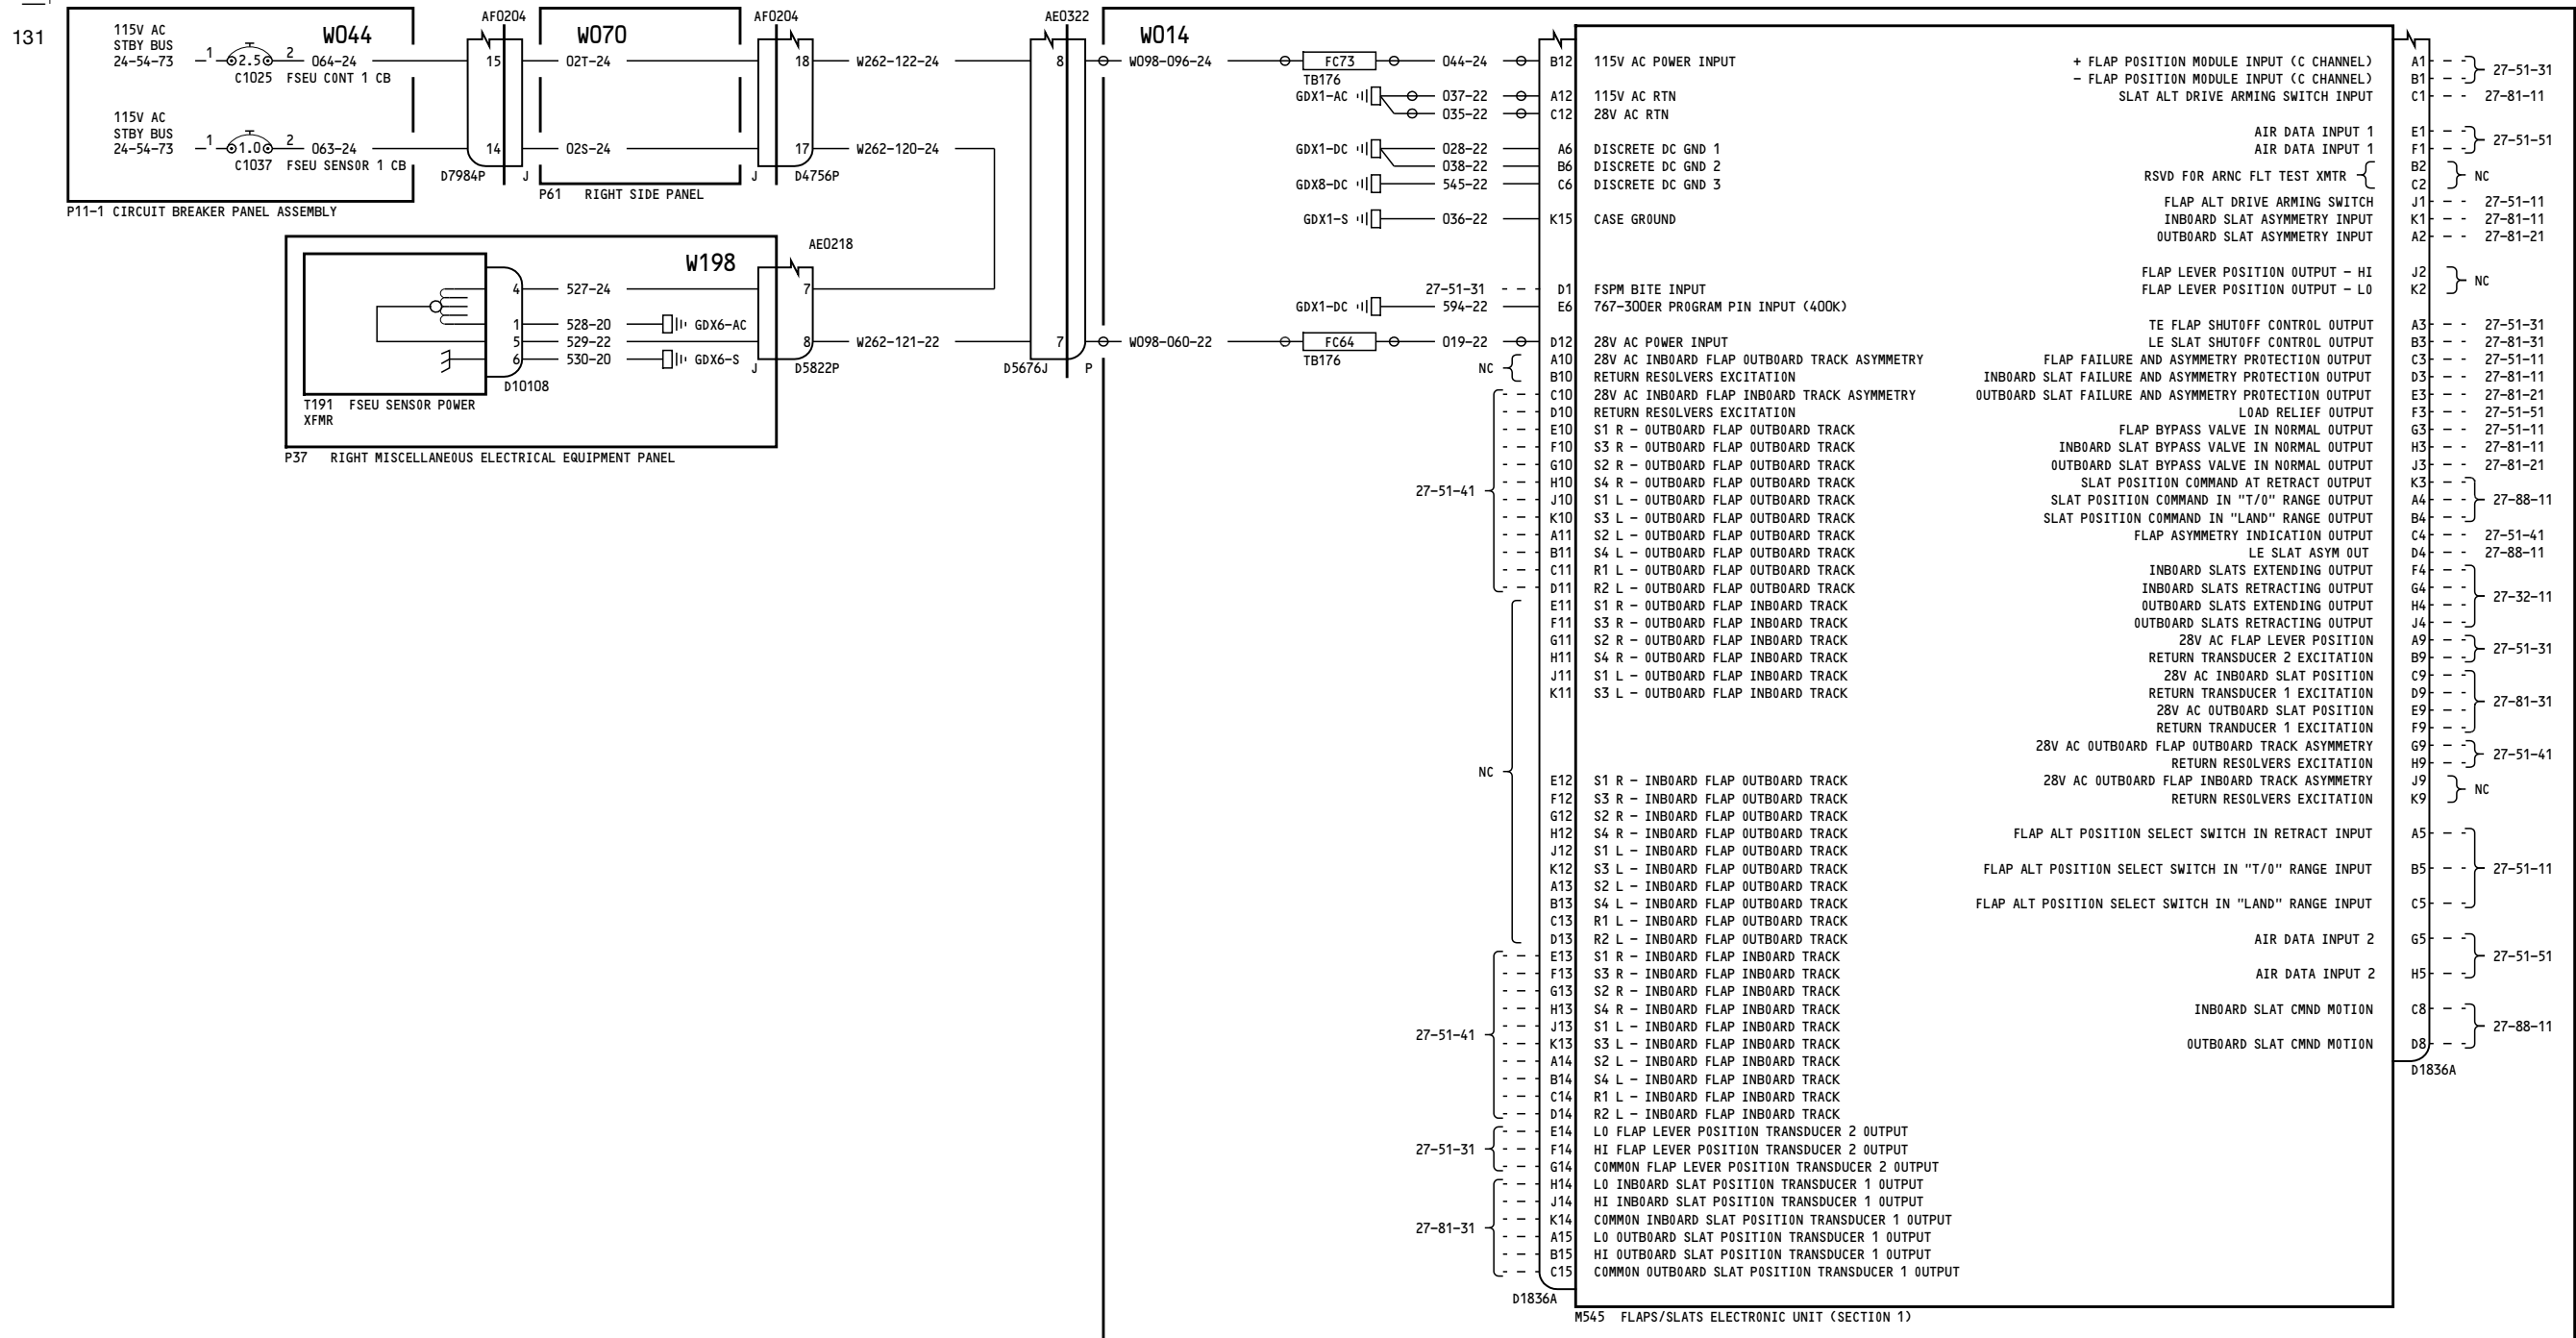 131
115V AC
STBY BUS
24-54-73
1
2.5
2
064-24
C1025 FSEU CONT 1 CB
W044
115V AC
STBY BUS
24-54-73
1
1.0
2
063-24
C1037 FSEU SENSOR 1 CB
P11-1 CIRCUIT BREAKER PANEL ASSEMBLY
AF0204
15
14
D7984P J
W070
02T-24
02S-24
P61 RIGHT SIDE PANEL
AF0204
18
17
J D4756P
W262-122-24
W262-120-24
W198
AE0218
4 527-24 7
1 528-20 GDX6-AC
5 529-22 8
6 530-20 GDX6-S
D10108
J D5822P
T191 FSEU SENSOR POWER
XFMR
P37 RIGHT MISCELLANEOUS ELECTRICAL EQUIPMENT PANEL
W262-121-22
AE0322
8
7
D5676J P
W014
W098-096-24 FC73 044-24 B12 115V AC POWER INPUT
TB176
GDX1-AC 037-22 A12 115V AC RTN
035-22 C12 28V AC RTN
GDX1-DC 028-22 A6 DISCRETE DC GND 1
038-22 B6 DISCRETE DC GND 2
GDX8-DC 545-22 C6 DISCRETE DC GND 3
GDX1-S 036-22 K15 CASE GROUND
27-51-31 D1 FSPM BITE INPUT
GDX1-DC 594-22 E6 767-300ER PROGRAM PIN INPUT (400K)
W098-060-22 FC64 019-22 D12 28V AC POWER INPUT
TB176
NC
A10 28V AC INBOARD FLAP OUTBOARD TRACK ASYMMETRY
B10 RETURN RESOLVERS EXCITATION
27-51-41
C10 28V AC INBOARD FLAP INBOARD TRACK ASYMMETRY
D10 RETURN RESOLVERS EXCITATION
E10 S1 R - OUTBOARD FLAP OUTBOARD TRACK
F10 S3 R - OUTBOARD FLAP OUTBOARD TRACK
G10 S2 R - OUTBOARD FLAP OUTBOARD TRACK
H10 S4 R - OUTBOARD FLAP OUTBOARD TRACK
J10 S1 L - OUTBOARD FLAP OUTBOARD TRACK
K10 S3 L - OUTBOARD FLAP OUTBOARD TRACK
A11 S2 L - OUTBOARD FLAP OUTBOARD TRACK
B11 S4 L - OUTBOARD FLAP OUTBOARD TRACK
C11 R1 L - OUTBOARD FLAP OUTBOARD TRACK
D11 R2 L - OUTBOARD FLAP OUTBOARD TRACK
NC
E11 S1 R - OUTBOARD FLAP INBOARD TRACK
F11 S3 R - OUTBOARD FLAP INBOARD TRACK
G11 S2 R - OUTBOARD FLAP INBOARD TRACK
H11 S4 R - OUTBOARD FLAP INBOARD TRACK
J11 S1 L - OUTBOARD FLAP INBOARD TRACK
K11 S3 L - OUTBOARD FLAP INBOARD TRACK
E12 S1 R - INBOARD FLAP OUTBOARD TRACK
F12 S3 R - INBOARD FLAP OUTBOARD TRACK
G12 S2 R - INBOARD FLAP OUTBOARD TRACK
H12 S4 R - INBOARD FLAP OUTBOARD TRACK
J12 S1 L - INBOARD FLAP OUTBOARD TRACK
K12 S3 L - INBOARD FLAP OUTBOARD TRACK
A13 S2 L - INBOARD FLAP OUTBOARD TRACK
B13 S4 L - INBOARD FLAP OUTBOARD TRACK
C13 R1 L - INBOARD FLAP OUTBOARD TRACK
D13 R2 L - INBOARD FLAP OUTBOARD TRACK
27-51-41
E13 S1 R - INBOARD FLAP INBOARD TRACK
F13 S3 R - INBOARD FLAP INBOARD TRACK
G13 S2 R - INBOARD FLAP INBOARD TRACK
H13 S4 R - INBOARD FLAP INBOARD TRACK
J13 S1 L - INBOARD FLAP INBOARD TRACK
K13 S3 L - INBOARD FLAP INBOARD TRACK
A14 S2 L - INBOARD FLAP INBOARD TRACK
B14 S4 L - INBOARD FLAP INBOARD TRACK
C14 R1 L - INBOARD FLAP INBOARD TRACK
D14 R2 L - INBOARD FLAP INBOARD TRACK
27-51-31
E14 LO FLAP LEVER POSITION TRANSDUCER 2 OUTPUT
F14 HI FLAP LEVER POSITION TRANSDUCER 2 OUTPUT
G14 COMMON FLAP LEVER POSITION TRANSDUCER 2 OUTPUT
27-81-31
H14 LO INBOARD SLAT POSITION TRANSDUCER 1 OUTPUT
J14 HI INBOARD SLAT POSITION TRANSDUCER 1 OUTPUT
K14 COMMON INBOARD SLAT POSITION TRANSDUCER 1 OUTPUT
A15 LO OUTBOARD SLAT POSITION TRANSDUCER 1 OUTPUT
B15 HI OUTBOARD SLAT POSITION TRANSDUCER 1 OUTPUT
C15 COMMON OUTBOARD SLAT POSITION TRANSDUCER 1 OUTPUT
D1836A
M545 FLAPS/SLATS ELECTRONIC UNIT (SECTION 1)
+ FLAP POSITION MODULE INPUT (C CHANNEL) A1
- FLAP POSITION MODULE INPUT (C CHANNEL) B1
27-51-31
SLAT ALT DRIVE ARMING SWITCH INPUT C1 27-81-11
AIR DATA INPUT 1 E1
AIR DATA INPUT 1 F1
27-51-51
RSVD FOR ARNC FLT TEST XMTR
B2
C2
NC
FLAP ALT DRIVE ARMING SWITCH J1 27-51-11
INBOARD SLAT ASYMMETRY INPUT K1 27-81-11
OUTBOARD SLAT ASYMMETRY INPUT A2 27-81-21
FLAP LEVER POSITION OUTPUT - HI J2
FLAP LEVER POSITION OUTPUT - LO K2
NC
TE FLAP SHUTOFF CONTROL OUTPUT A3 27-51-31
LE SLAT SHUTOFF CONTROL OUTPUT B3 27-81-31
FLAP FAILURE AND ASYMMETRY PROTECTION OUTPUT C3 27-51-11
INBOARD SLAT FAILURE AND ASYMMETRY PROTECTION OUTPUT D3 27-81-11
OUTBOARD SLAT FAILURE AND ASYMMETRY PROTECTION OUTPUT E3 27-81-21
LOAD RELIEF OUTPUT F3 27-51-51
FLAP BYPASS VALVE IN NORMAL OUTPUT G3 27-51-11
INBOARD SLAT BYPASS VALVE IN NORMAL OUTPUT H3 27-81-11
OUTBOARD SLAT BYPASS VALVE IN NORMAL OUTPUT J3 27-81-21
SLAT POSITION COMMAND AT RETRACT OUTPUT K3
SLAT POSITION COMMAND IN "T/O" RANGE OUTPUT A4 27-88-11
SLAT POSITION COMMAND IN "LAND" RANGE OUTPUT B4
FLAP ASYMMETRY INDICATION OUTPUT C4 27-51-41
LE SLAT ASYM OUT D4 27-88-11
INBOARD SLATS EXTENDING OUTPUT F4
INBOARD SLATS RETRACTING OUTPUT G4
27-32-11
OUTBOARD SLATS EXTENDING OUTPUT H4
OUTBOARD SLATS RETRACTING OUTPUT J4
28V AC FLAP LEVER POSITION A9
RETURN TRANSDUCER 2 EXCITATION B9
27-51-31
28V AC INBOARD SLAT POSITION C9
RETURN TRANSDUCER 1 EXCITATION D9
27-81-31
28V AC OUTBOARD SLAT POSITION E9
RETURN TRANDUCER 1 EXCITATION F9
28V AC OUTBOARD FLAP OUTBOARD TRACK ASYMMETRY G9
RETURN RESOLVERS EXCITATION H9
27-51-41
28V AC OUTBOARD FLAP INBOARD TRACK ASYMMETRY J9
RETURN RESOLVERS EXCITATION K9
NC
FLAP ALT POSITION SELECT SWITCH IN RETRACT INPUT A5
FLAP ALT POSITION SELECT SWITCH IN "T/O" RANGE INPUT B5 27-51-11
FLAP ALT POSITION SELECT SWITCH IN "LAND" RANGE INPUT C5
AIR DATA INPUT 2 G5
27-51-51
AIR DATA INPUT 2 H5
INBOARD SLAT CMND MOTION C8
27-88-11
OUTBOARD SLAT CMND MOTION D8
D1836A